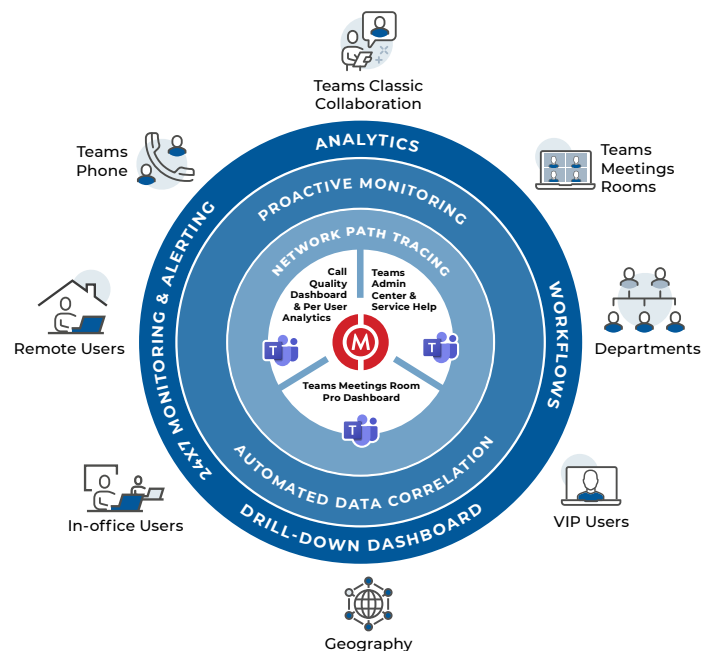 Teams Classic
Collaboration
Teams
Phone
Teams
Meetings
Rooms
ANALYTICS
PROACTIVE MONITORING
NETWORK PATH TRACING
24X7 MONITORING & ALERTING
WORKFLOWS
Call
Quality
Dashboard
& Per User
Analytics
Teams
Admin
Center &
Service Help
T
T
M
Teams Meetings Room
Pro Dashboard
T
Remote Users
Departments
AUTOMATED DATA CORRELATION
DRILL-DOWN DASHBOARD
In-office Users
VIP Users
Geography